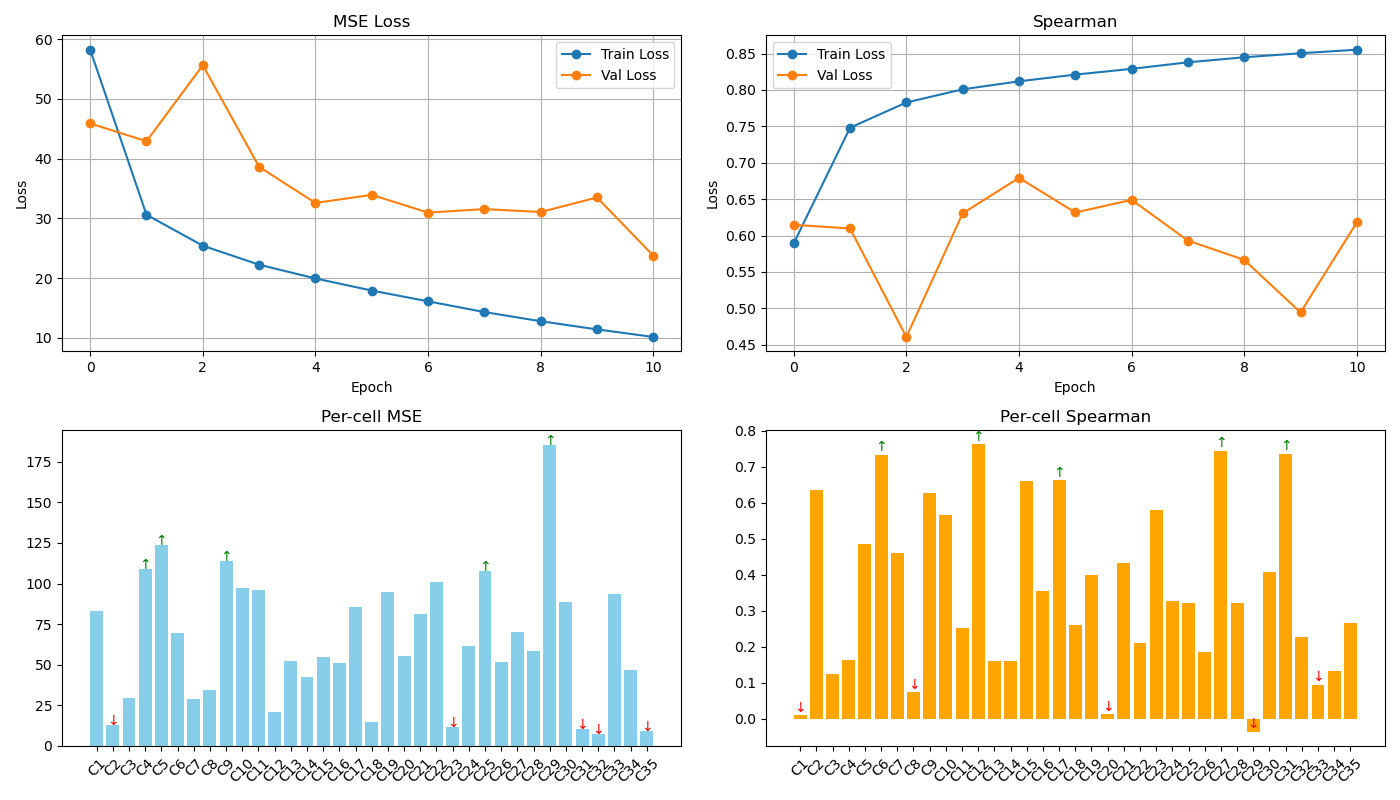 MSE Loss
Train Loss
Val Loss
60
50
40
30
20
10
Loss
0 2 4 6 8 10
Epoch
Spearman
Train Loss
Val Loss
0.85
0.80
0.75
0.70
0.65
0.60
0.55
0.50
0.45
Loss
0 2 4 6 8 10
Epoch
Per-cell MSE
175
150
125
100
75
50
25
0
↑ ↑ ↑ ↑ ↑
↓ ↓ ↓ ↓ ↓
C1 C2 C3 C4 C5 C6 C7 C8 C9 C10 C11 C12 C13 C14 C15 C16 C17 C18 C19 C20 C21 C22 C23 C24 C25 C26 C27 C28 C29 C30 C31 C32 C33 C34 C35
Per-cell Spearman
0.8
0.7
0.6
0.5
0.4
0.3
0.2
0.1
0.0
↑ ↑ ↑ ↑ ↑
↓ ↓ ↓ ↓ ↓
C1 C2 C3 C4 C5 C6 C7 C8 C9 C10 C11 C12 C13 C14 C15 C16 C17 C18 C19 C20 C21 C22 C23 C24 C25 C26 C27 C28 C29 C30 C31 C32 C33 C34 C35